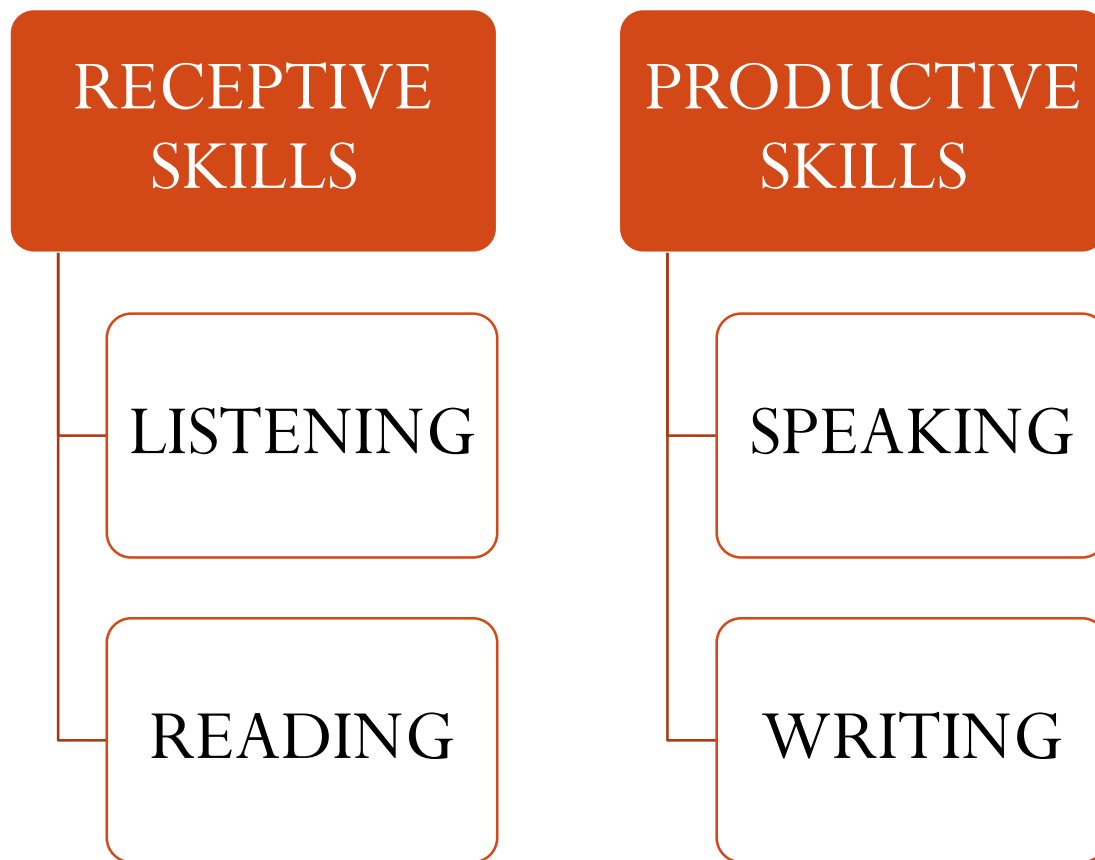 RECEPTIVE
SKILLS
LISTENING
READING
PRODUCTIVE
SKILLS
SPEAKING
WRITING